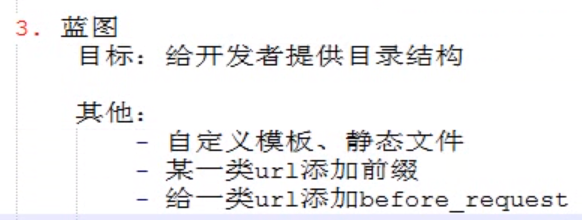 3. 蓝图
目标：给开发者提供目录结构
其他：
- 自定义模板、静态文件
- 某一类url添加前缀
- 给一类url添加before_request